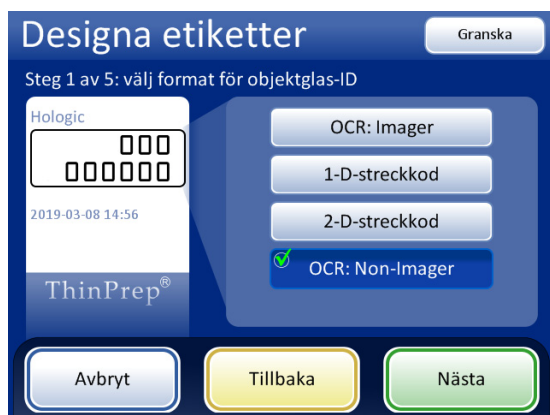 Designa etiketter
Granska
Steg 1 av 5: välj format för objektglas-ID
Hologic
000
000000
2019-03-08 14:56
ThinPrep®
OCR: Imager
1-D-streckkod
2-D-streckkod
OCR: Non-Imager
Avbryt
Tillbaka
Nästa